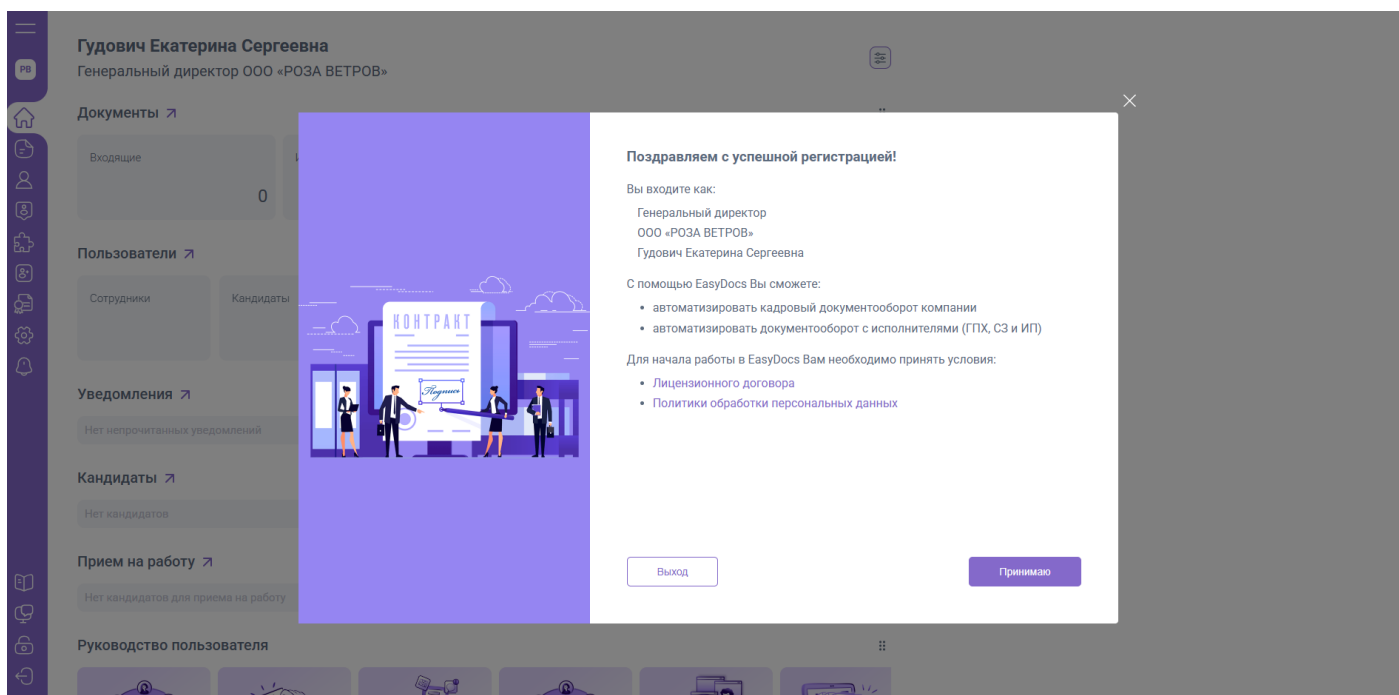 Гудович Екатерина Сергеевна
РВ
Генеральный директор ООО «РОЗА ВЕТРОВ»
Документы
Входящие
0
Пользователи
Сотрудники
Кандидаты
Уведомления
Нет непрочитанных уведомлений
Кандидаты
Нет кандидатов
Прием на работу
Нет кандидатов для приема на работу
Руководство пользователя
КОНТРАКТ
Подпись
Поздравляем с успешной регистрацией!
Вы входите как:
Генеральный директор
ООО «РОЗА ВЕТРОВ»
Гудович Екатерина Сергеевна
С помощью EasyDocs Вы сможете:
• автоматизировать кадровый документооборот компании
• автоматизировать документооборот с исполнителями (ГПХ, СЗ и ИП)
Для начала работы в EasyDocs Вам необходимо принять условия:
• Лицензионного договора
• Политики обработки персональных данных
Выход
Принимаю